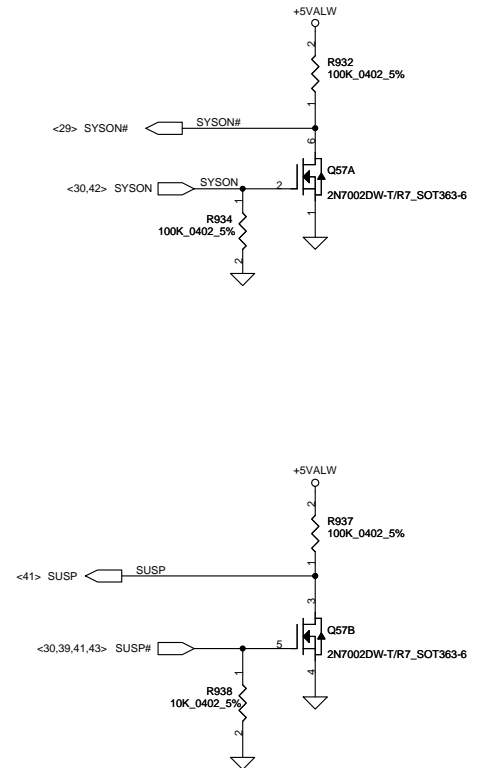 +5VALW
2
R932
100K_0402_5%
1
<29> SYSON#
SYSON#
6
Q57A
2N7002DW-T/R7_SOT363-6
<30,42> SYSON
SYSON
2
1
1
R934
100K_0402_5%
2
+5VALW
2
R937
100K_0402_5%
1
<41> SUSP
SUSP
3
Q57B
2N7002DW-T/R7_SOT363-6
<30,39,41,43> SUSP#
5
4
1
R938
10K_0402_5%
2